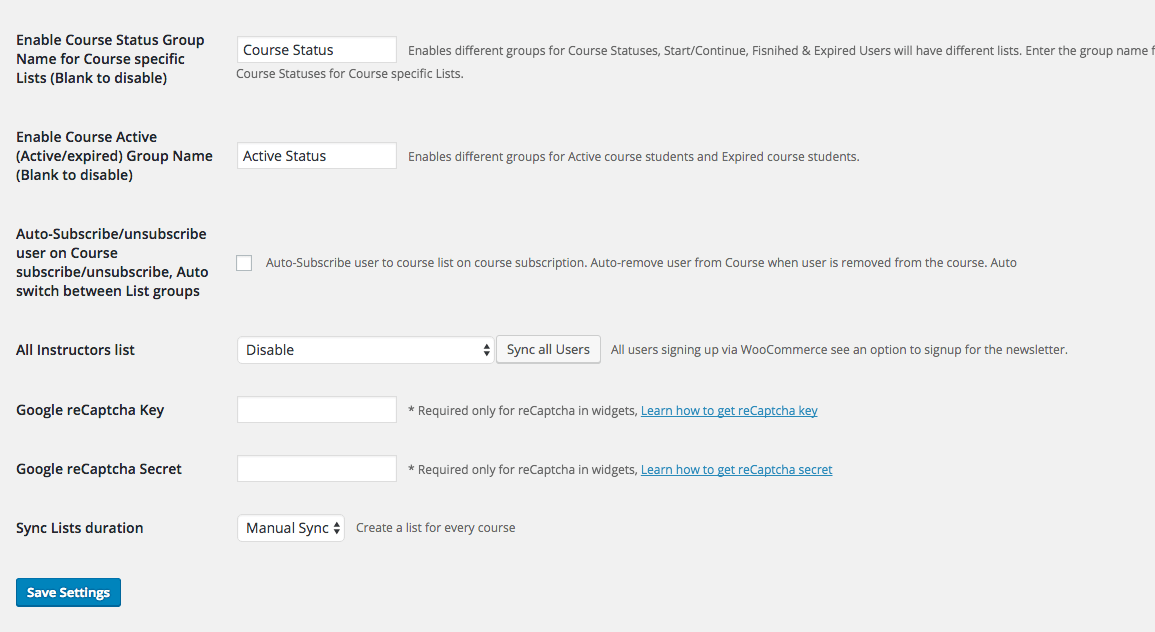 Enable Course Status Group
Name for Course specific
Lists (Blank to disable)
Course Status
Enables different groups for Course Statuses, Start/Continue, Fisnihed & Expired Users will have different lists. Enter the group name f
Course Statuses for Course specific Lists.
Enable Course Active
(Active/expired) Group Name
(Blank to disable)
Active Status
Enables different groups for Active course students and Expired course students.
Auto-Subscribe/unsubscribe
user on Course
subscribe/unsubscribe, Auto
switch between List groups
Auto-Subscribe user to course list on course subscription. Auto-remove user from Course when user is removed from the course. Auto
All Instructors list
Disable
Sync all Users
All users signing up via WooCommerce see an option to signup for the newsletter.
Google reCaptcha Key
* Required only for reCaptcha in widgets, Learn how to get reCaptcha key
Google reCaptcha Secret
* Required only for reCaptcha in widgets, Learn how to get reCaptcha secret
Sync Lists duration
Manual Sync
Create a list for every course
Save Settings